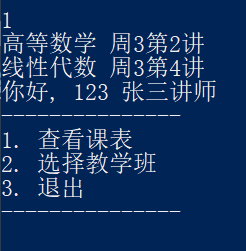 1
高等数学 周3第2讲
线性代数 周3第4讲
你好, 123 张三讲师
---------------
1. 查看课表
2. 选择教学班
3. 退出
---------------